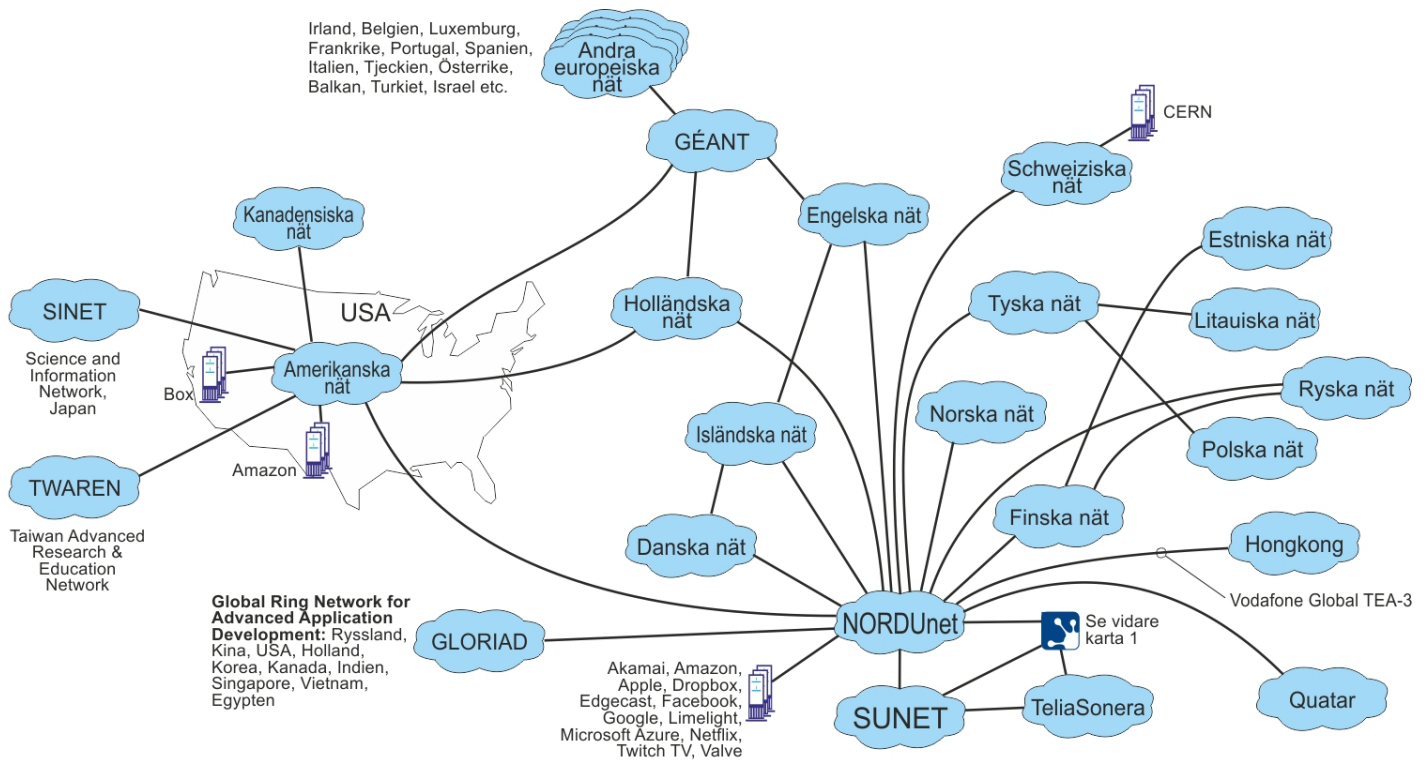 Irland, Belgien, Luxemburg,
Frankrike, Portugal, Spanien,
Italien, Tjeckien, Österrike,
Balkan, Turkiet, Israel etc.
Andra
europeiska
nät
GÉANT
CERN
Schweiziska
nät
Kanadensiska
nät
Engelska nät
Estniska nät
SINET
Science and
Information
Network,
Japan
USA
Holländska
nät
Tyska nät
Litauiska nät
Box
Amerikanska
nät
Ryska nät
Amazon
Norska nät
Isländska nät
Polska nät
TWAREN
Taiwan Advanced
Research &
Education
Network
Finska nät
Danska nät
Hongkong
Vodafone Global TEA-3
Global Ring Network for
Advanced Application
Development: Ryssland,
Kina, USA, Holland,
Korea, Kanada, Indien,
Singapore, Vietnam,
Egypten
GLORIAD
NORDUnet
Se vidare
karta 1
Akamai, Amazon,
Apple, Dropbox,
Edgecast, Facebook,
Google, Limelight,
Microsoft Azure, Netflix,
Twitch TV, Valve
SUNET
TeliaSonera
Quatar